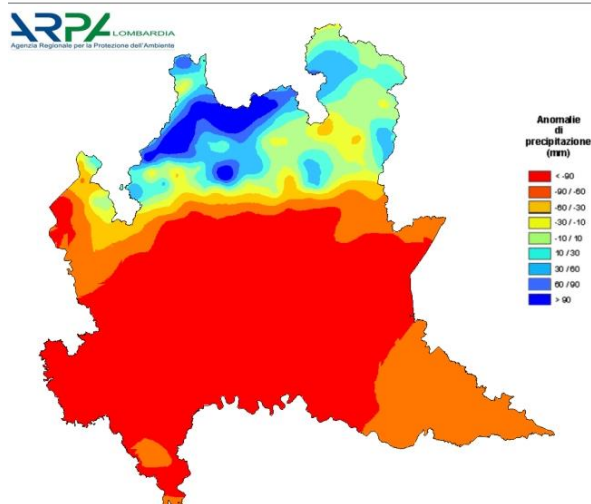 ARPA LOMBARDIA
Agenzia Regionale per la Protezione dell'Ambiente
Anomalie
di
precipitazione
(mm)
< -90
-90 / -60
-60 / -30
-30 / -10
-10 / 10
10 / 30
30 / 60
60 / 90
> 90